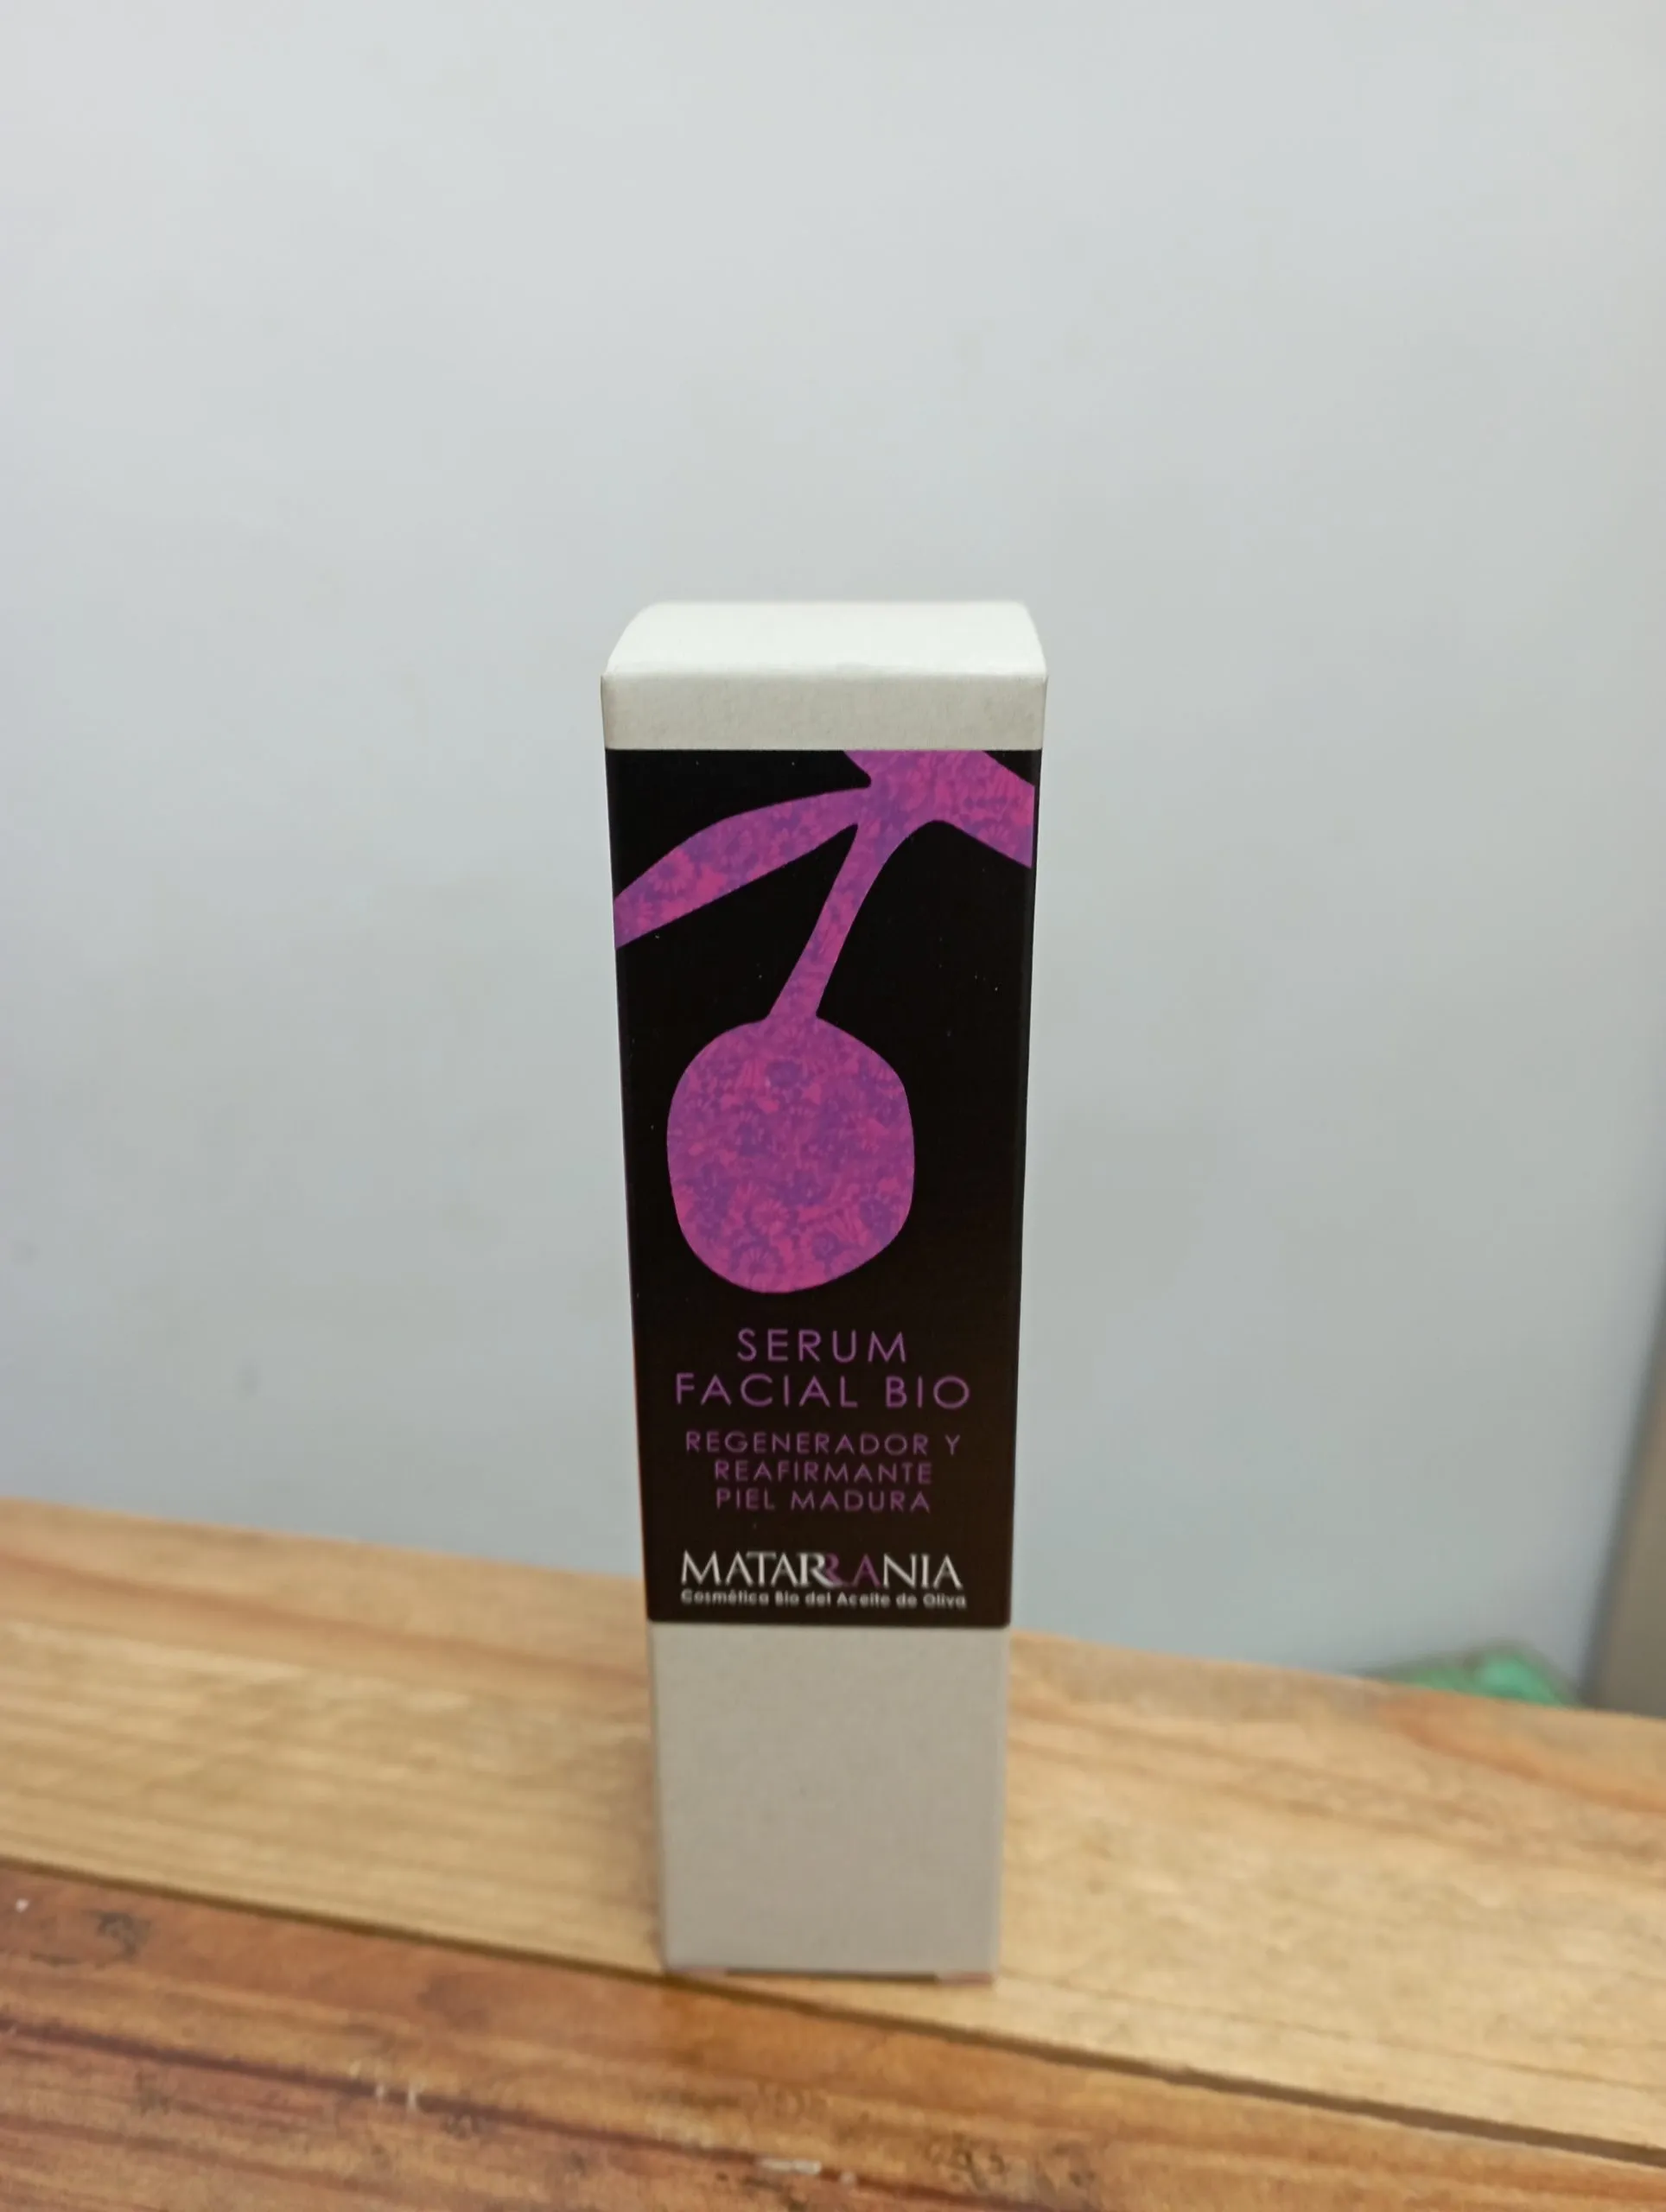 SERUM
FACIAL BIO
REGENERADOR Y
REAFIRMANTE
PIEL MADURA
MATARRANIA
Cosmética Bio del Aceite de Oliva